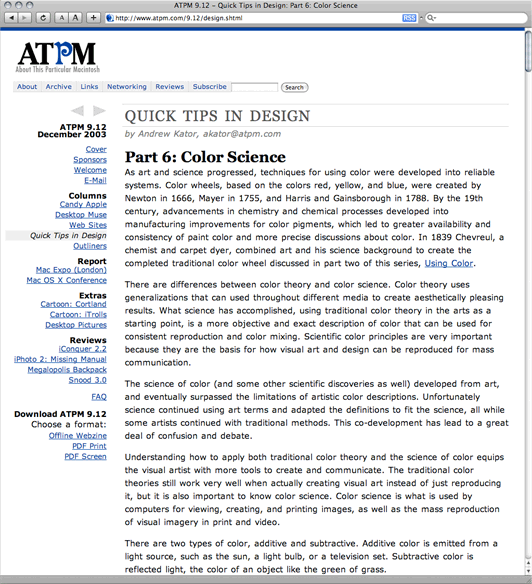 ATPM 9.12 - Quick Tips in Design: Part 6: Color Science
http://www.atpm.com/9.12/design.shtml
RSS
ATPM
About This Particular Macintosh
About Archive Links Networking Reviews Subscribe Search
ATPM 9.12
December 2003
Cover
Sponsors
Welcome
E-Mail
Columns
Candy Apple
Desktop Muse
Web Sites
Quick Tips in Design
Outliners
Report
Mac Expo (London)
Mac OS X Conference
Extras
Cartoon: Cortland
Cartoon: iTrolls
Desktop Pictures
Reviews
iConquer 2.2
iPhoto 2: Missing Manual
Megalopolis Backpack
Snood 3.0
FAQ
Download ATPM 9.12
Choose a format:
Offline Webzine
PDF Print
PDF Screen
QUICK TIPS IN DESIGN
by Andrew Kator, akator@atpm.com
Part 6: Color Science
As art and science progressed, techniques for using color were developed into reliable
systems. Color wheels, based on the colors red, yellow, and blue, were created by
Newton in 1666, Mayer in 1755, and Harris and Gainsborough in 1788. By the 19th
century, advancements in chemistry and chemical processes developed into
manufacturing improvements for color pigments, which led to greater availability and
consistency of paint color and more precise discussions about color. In 1839 Chevreul, a
chemist and carpet dyer, combined art and his science background to create the
completed traditional color wheel discussed in part two of this series, Using Color.
There are differences between color theory and color science. Color theory uses
generalizations that can used throughout different media to create aesthetically pleasing
results. What science has accomplished, using traditional color theory in the arts as a
starting point, is a more objective and exact description of color that can be used for
consistent reproduction and color mixing. Scientific color principles are very important
because they are the basis for how visual art and design can be reproduced for mass
communication.
The science of color (and some other scientific discoveries as well) developed from art,
and eventually surpassed the limitations of artistic color descriptions. Unfortunately
science continued using art terms and adapted the definitions to fit the science, all while
some artists continued with traditional methods. This co-development has lead to a great
deal of confusion and debate.
Understanding how to apply both traditional color theory and the science of color equips
the visual artist with more tools to create and communicate. The traditional color
theories still work very well when actually creating visual art instead of just reproducing
it, but it is also important to know color science. Color science is what is used by
computers for viewing, creating, and printing images, as well as the mass reproduction
of visual imagery in print and video.
There are two types of color, additive and subtractive. Additive color is emitted from a
light source, such as the sun, a light bulb, or a television set. Subtractive color is
reflected light, the color of an object like the green of grass.